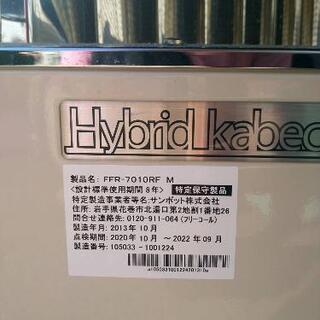 Hybrid kabec
製品名: FFR-7010RF M
<設計標準使用期間 8年> 特定保守製品
特定製造事業者等名: サンポット株式会社
住所: 岩手県花巻市北湯口第2地割1番地26
問合せ連絡先: 0120-911-064 (フリーコール)
製造年月: 2013年 10月
点検期間: 2020年 10月 ～ 2022年 09月
製造番号: 105033-1001224